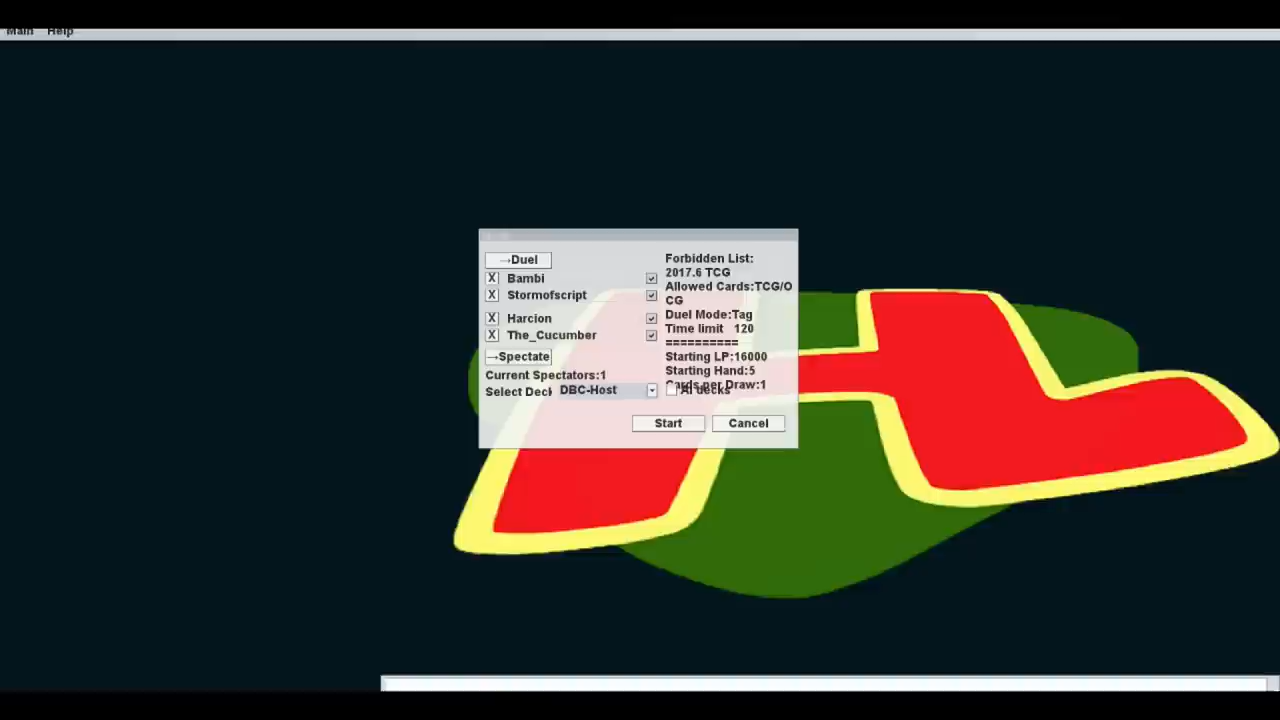 Main Help
→Duel
X Bambi
X Stormofscript
X Harcion
X The_Cucumber
→Spectate
Current Spectators:1
Select Deck DBC-Host
Forbidden List:
2017.6 TCG
Allowed Cards:TCG/O
CG
Duel Mode:Tag
Time limit 120
==========
Starting LP:16000
Starting Hand:5
Cards per Draw:1
AI decks
Start Cancel